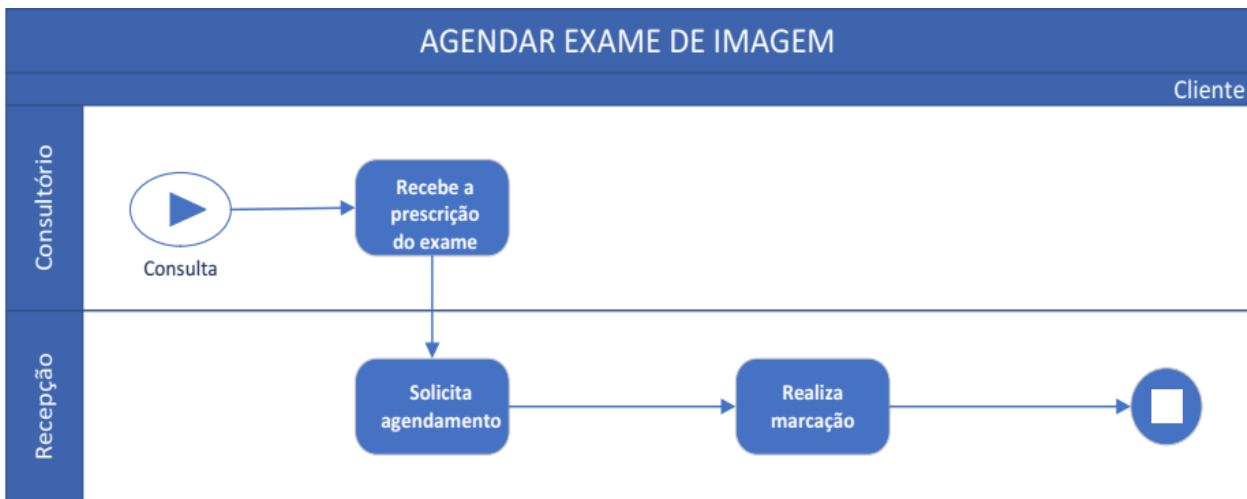 AGENDAR EXAME DE IMAGEM
Cliente
Consultório
Recebe a
prescrição
do exame
Consulta
Recepção
Solicita
agendamento
Realiza
marcação